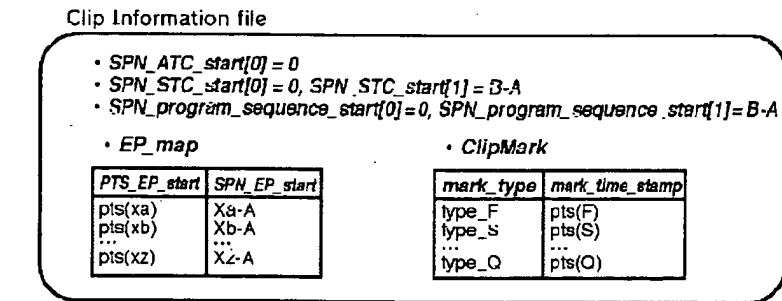 Clip Information file
• SPN_ATC_start[0] = 0
• SPN_STC_start[0] = 0, SPN_STC_start[1] = B-A
• SPN_program_sequence_start[0]=0, SPN_program_sequence_start[1]=B-A
• EP_map
PTS_EP_start SPN_EP_start
pts(xa) Xa-A
pts(xb) Xb-A
... ...
pts(xz) Xz-A
• ClipMark
mark_type mark_time_stamp
type_F pts(F)
type_S pts(S)
... ...
type_Q pts(Q)